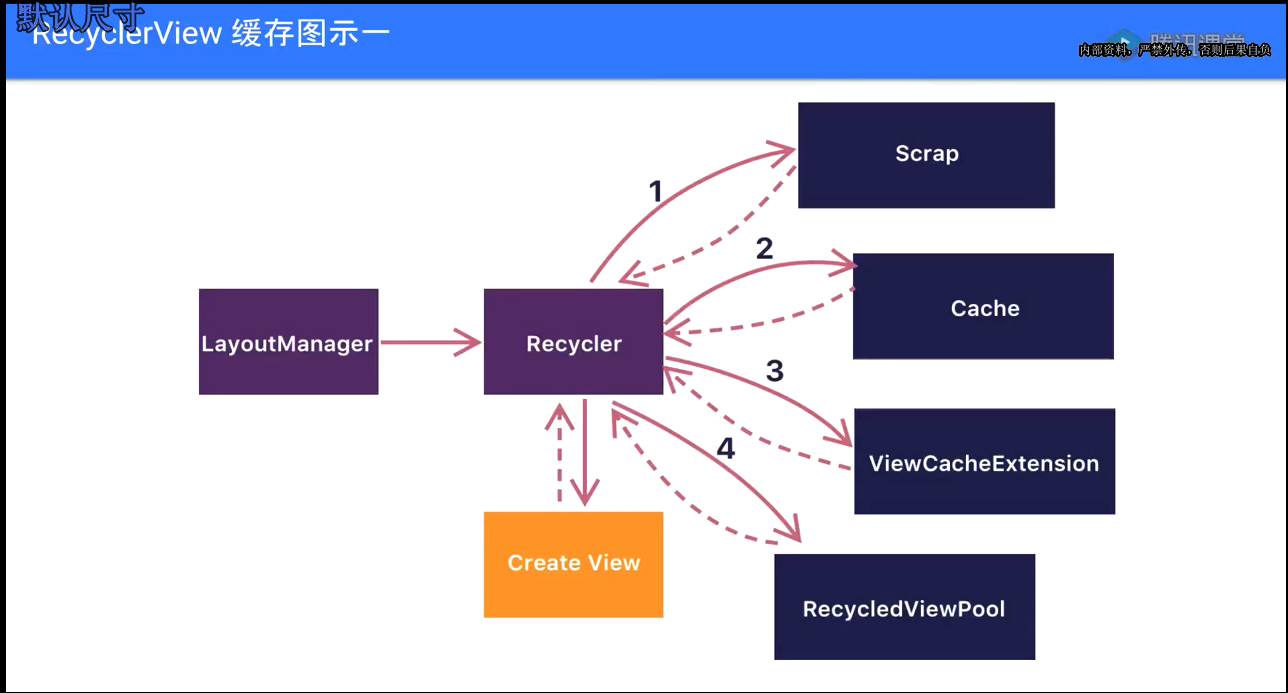 默认尺寸
RecyclerView 缓存图示一
腾讯课堂
内部资料，严禁外传，否则后果自负
Scrap
1
2
Cache
LayoutManager
Recycler
3
4
ViewCacheExtension
Create View
RecycledViewPool